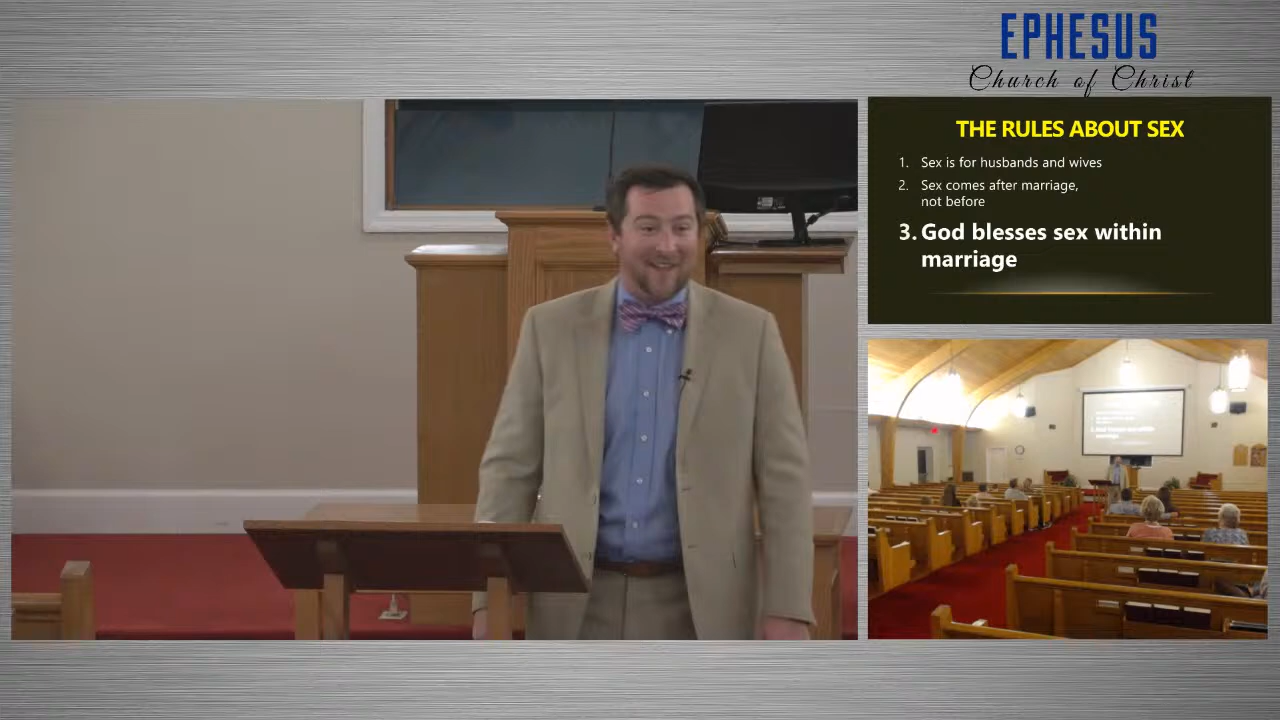 EPHESUS
Church of Christ
THE RULES ABOUT SEX
1. Sex is for husbands and wives
2. Sex comes after marriage,
not before
3. God blesses sex within
marriage